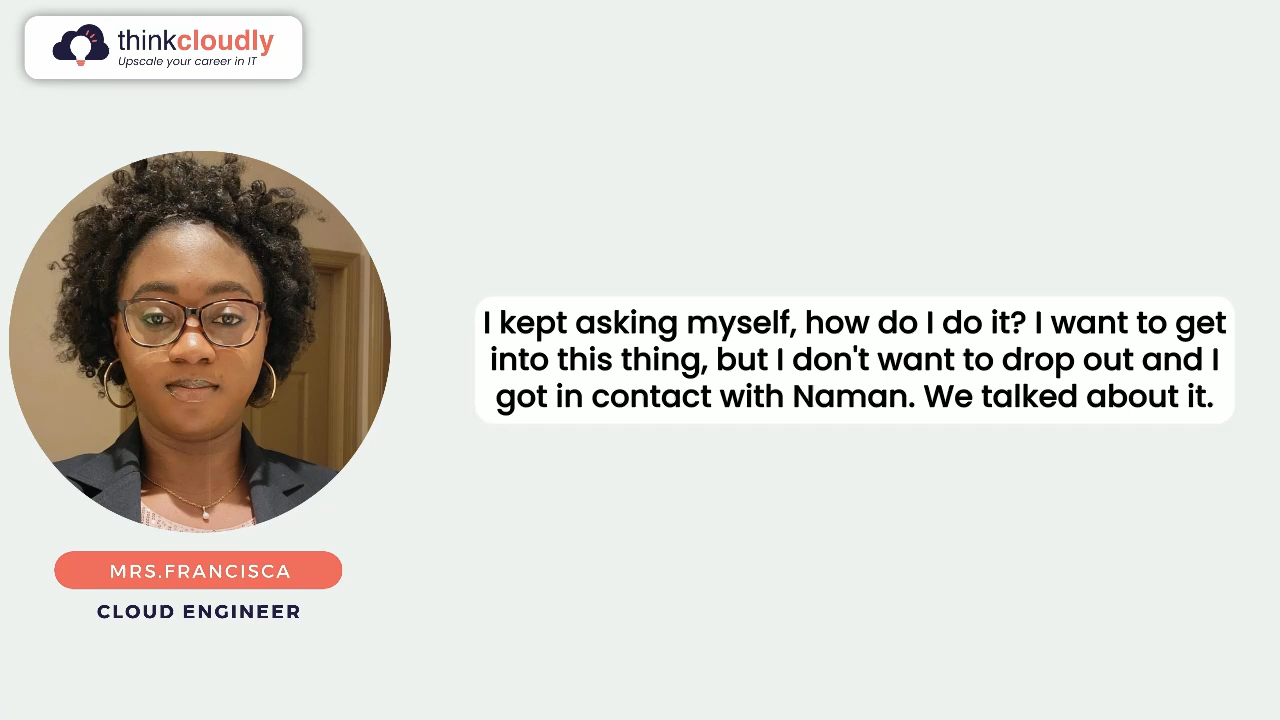 thinkcloudly
Upscale your career in IT
I kept asking myself, how do I do it? I want to get
into this thing, but I don't want to drop out and I
got in contact with Naman. We talked about it.
MRS.FRANCISCA
CLOUD ENGINEER